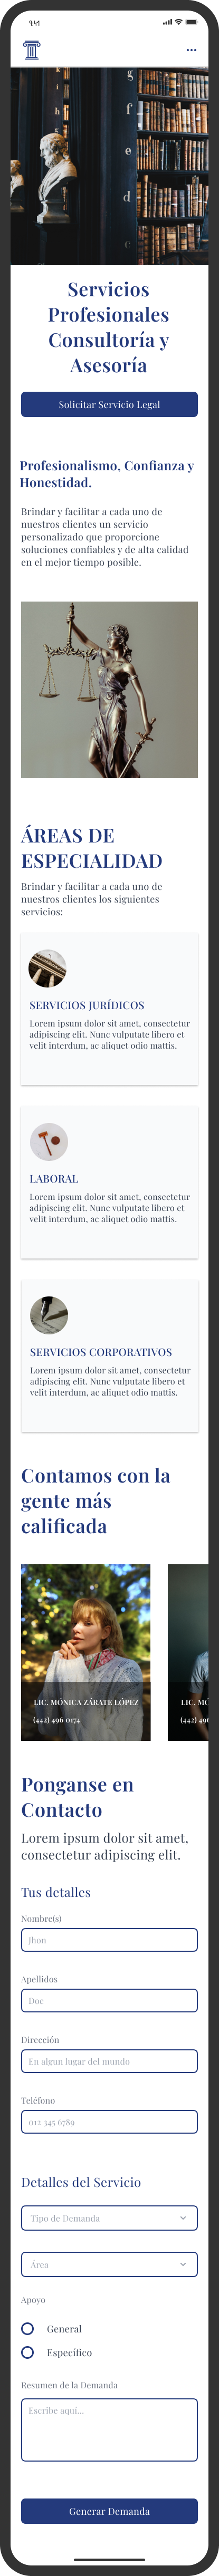 9:41
f
e
d
Servicios
Profesionales
Consultoría y
Asesoría
Solicitar Servicio Legal
Profesionalismo, Confianza y
Honestidad.
Brindar y facilitar a cada uno de
nuestros clientes un servicio
personalizado que proporcione
soluciones confiables y de alta calidad
en el mejor tiempo posible.
ÁREAS DE
ESPECIALIDAD
Brindar y facilitar a cada uno de
nuestros clientes los siguientes
servicios:
SERVICIOS JURÍDICOS
Lorem ipsum dolor sit amet, consectetur
adipiscing elit. Nunc vulputate libero et
velit interdum, ac aliquet odio mattis.
LABORAL
Lorem ipsum dolor sit amet, consectetur
adipiscing elit. Nunc vulputate libero et
velit interdum, ac aliquet odio mattis.
SERVICIOS CORPORATIVOS
Lorem ipsum dolor sit amet, consectetur
adipiscing elit. Nunc vulputate libero et
velit interdum, ac aliquet odio mattis.
Contamos con la
gente más
calificada
LIC. MÓNICA ZÁRATE LÓPEZ
(442) 496 0174
LIC. MÓ
(442) 496
Ponganse en
Contacto
Lorem ipsum dolor sit amet,
consectetur adipiscing elit.
Tus detalles
Nombre(s)
Jhon
Apellidos
Doe
Dirección
En algun lugar del mundo
Teléfono
012 345 6789
Detalles del Servicio
Tipo de Demanda
Área
Apoyo
General
Específico
Resumen de la Demanda
Escribe aquí...
Generar Demanda